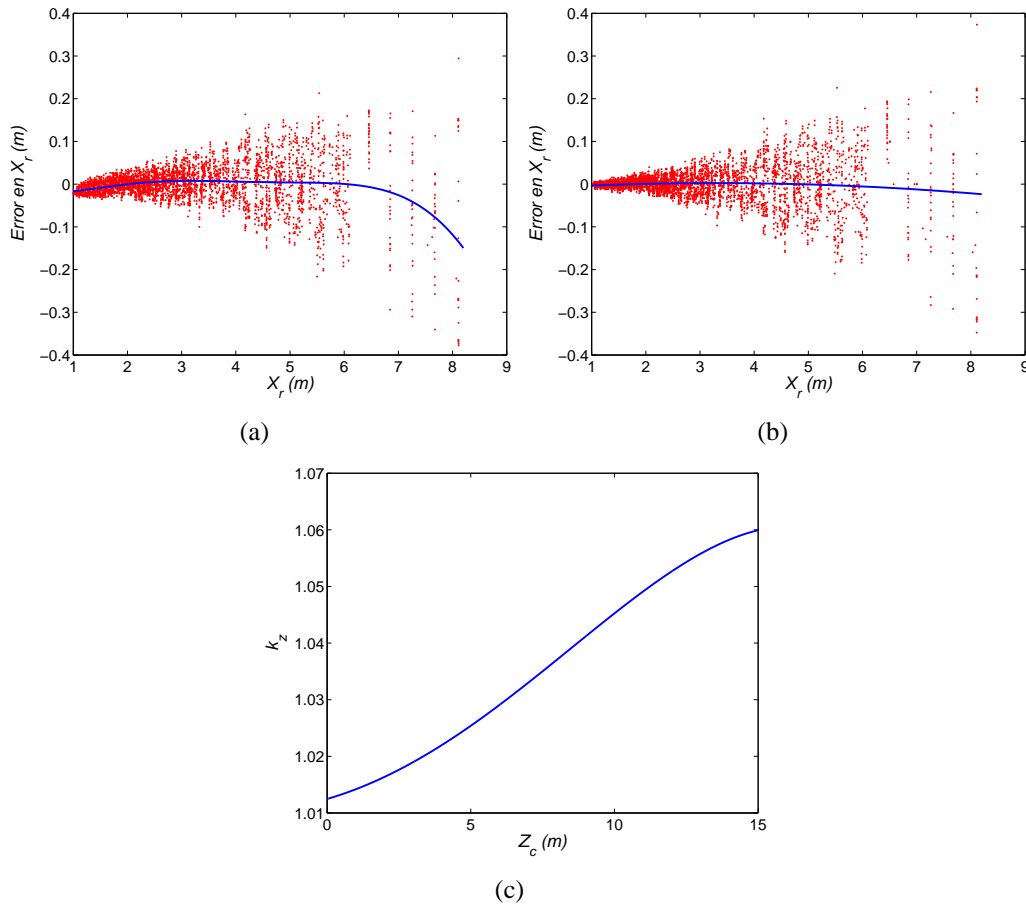 0.4
0.3
0.2
0.1
0
−0.1
−0.2
−0.3
−0.4
Error en X_r (m)
1 2 3 4 5 6 7 8 9
X_r (m)
(a)
0.4
0.3
0.2
0.1
0
−0.1
−0.2
−0.3
−0.4
Error en X_r (m)
1 2 3 4 5 6 7 8 9
X_r (m)
(b)
1.07
1.06
1.05
1.04
1.03
1.02
1.01
k_z
0 5 10 15
Z_c (m)
(c)